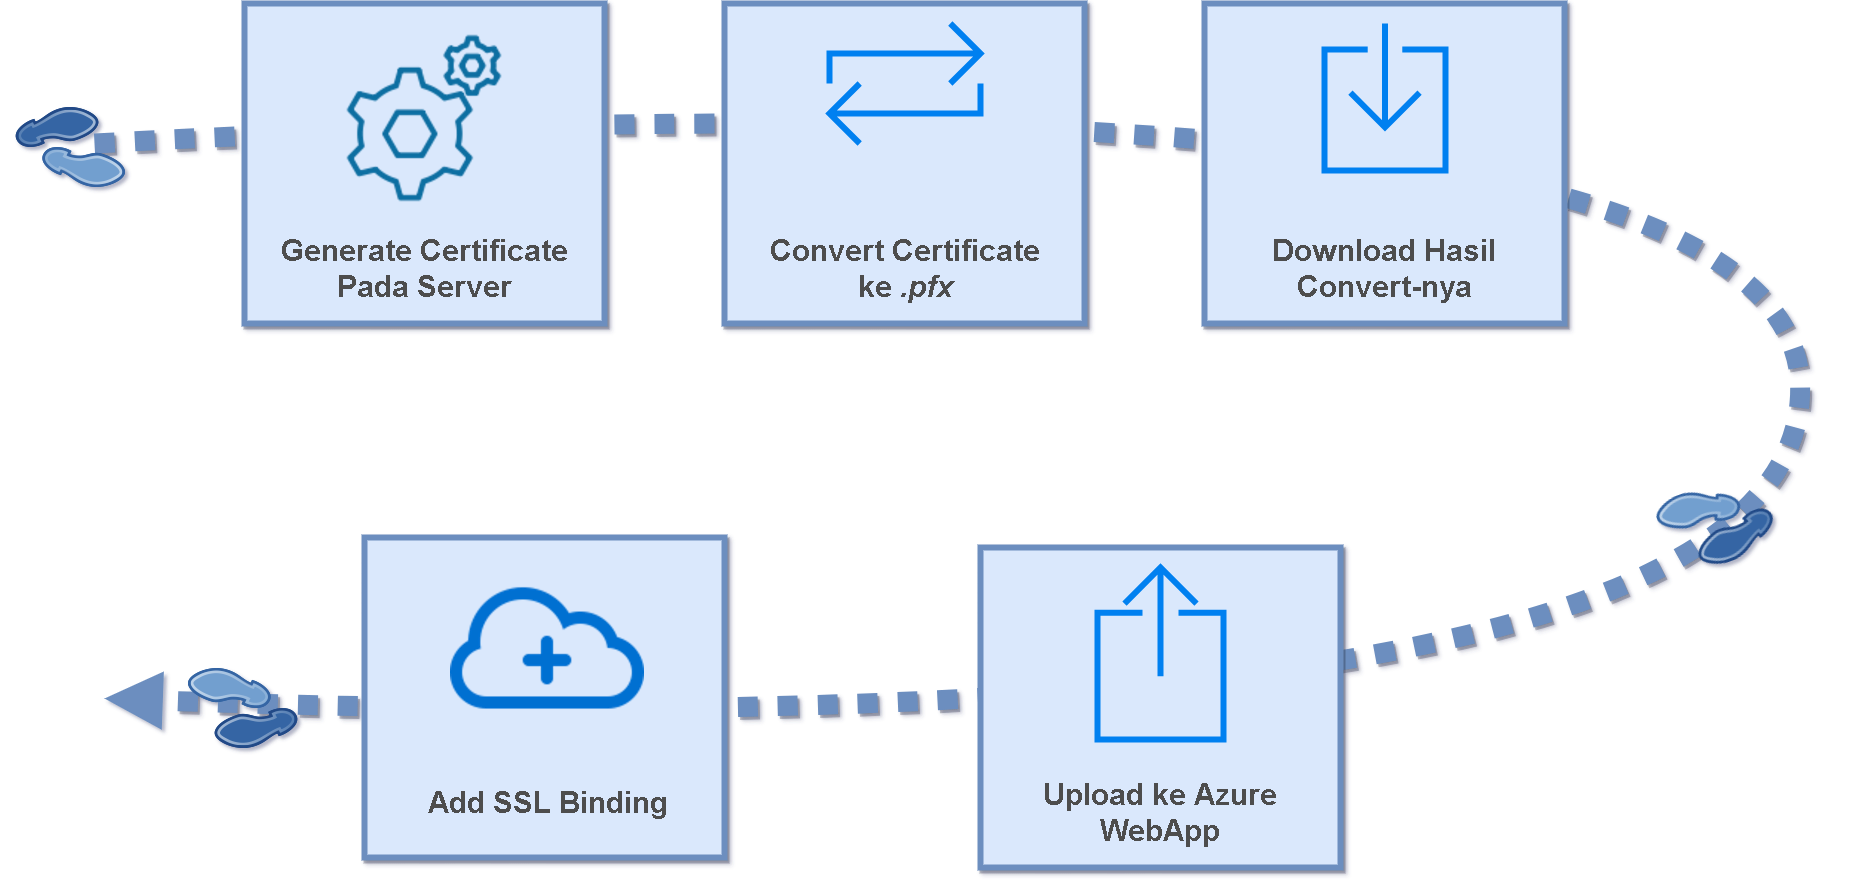 Generate Certificate
Pada Server
Convert Certificate
ke .pfx
Download Hasil
Convert-nya
Upload ke Azure
WebApp
Add SSL Binding